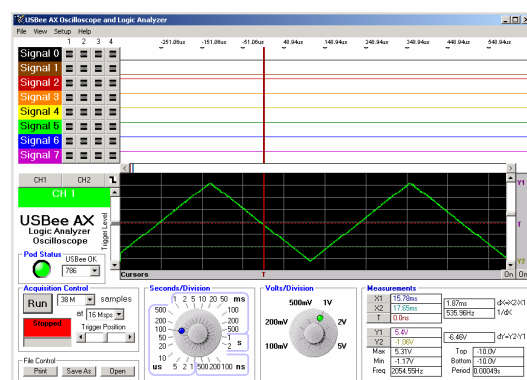 USBee AX Oscilloscope and Logic Analyzer
File View Setup Help
1 2 3 4
-251.06us -151.06us -51.06us 48.94us 148.94us 248.94us 348.94us 448.94us 548.94us
Signal 0
Signal 1
Signal 2
Signal 3
Signal 4
Signal 5
Signal 6
Signal 7
CH1 CH2
CH 1
Y1
USBee AX
Logic Analyzer
Oscilloscope
Trigger Level
T
Pod Status
USBee OK
786
Y2
Cursors T On On
Acquisition Control
Run 38 M samples
at 16 Msps
Stopped
Trigger Position
File Control
Print Save As Open
Seconds/Division
1 2 5 10 20 50 ms
500 100
200 200
100 500
50 1
20 2 s
10
us 5 2 1 500 200 100 ns
Volts/Division
500mV 1V
200mV 2V
100mV 5V
Measurements
X1 15.78ms
X2 17.65ms
T 0.0ns
1.87ms dX=X2-X1
535.96Hz 1/dX
Y1 5.4V
Y2 -1.06V
-6.46V dY=Y2-Y1
Max 5.31V Top -10.0V
Min -1.17V Bottom -10.0V
Freq 2054.55Hz Period 0.00049s